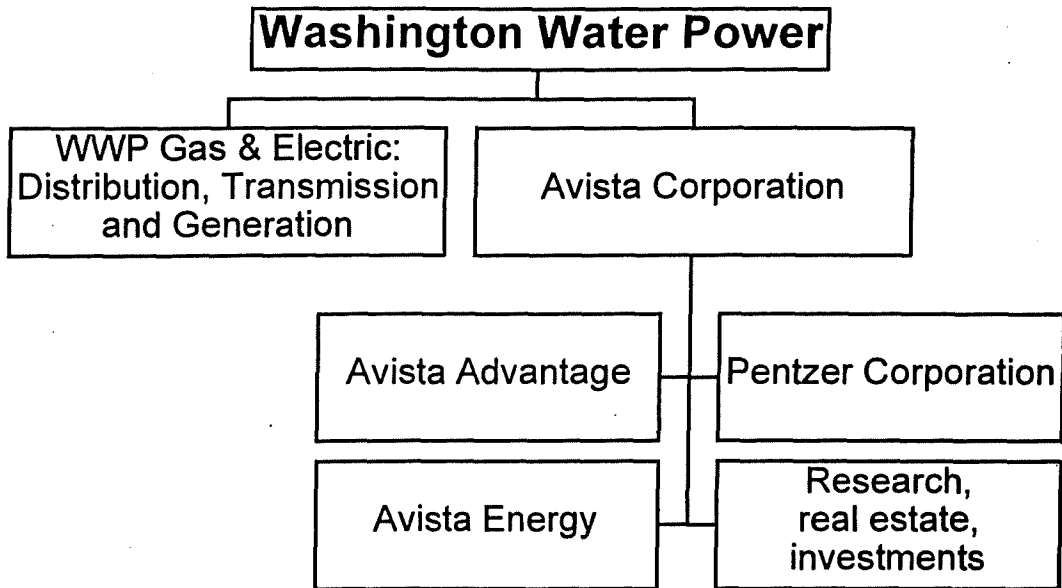 Washington Water Power
WWP Gas & Electric:
Distribution, Transmission
and Generation
Avista Corporation
Avista Advantage
Pentzer Corporation
Avista Energy
Research,
real estate,
investments